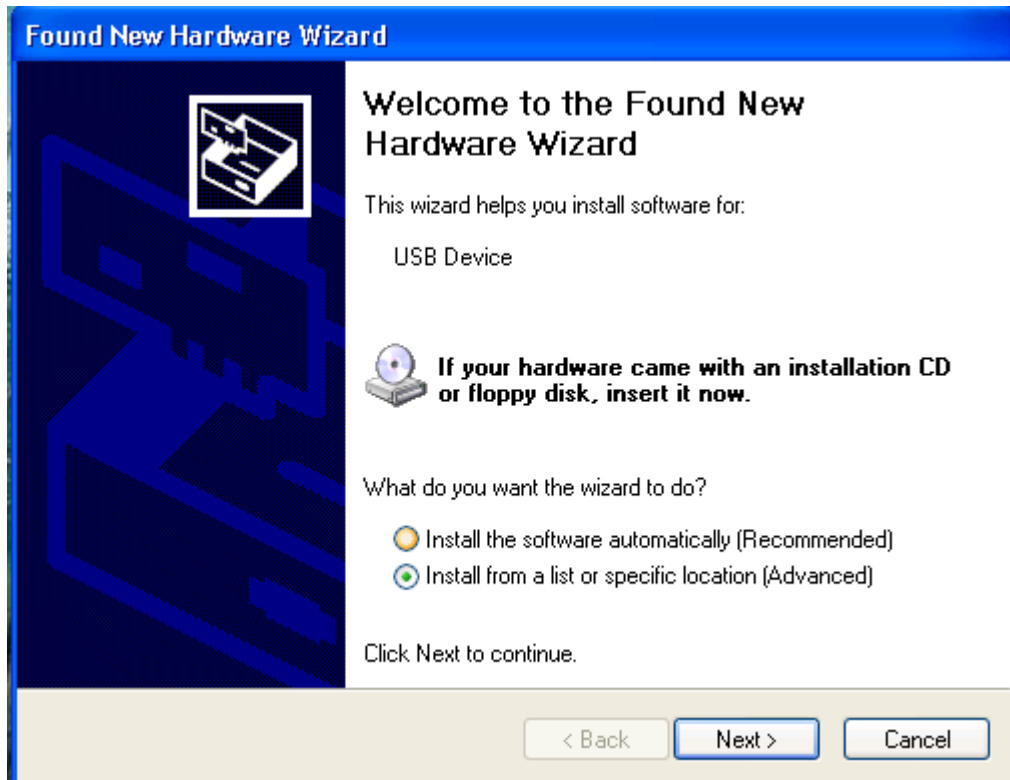 Found New Hardware Wizard
Welcome to the Found New
Hardware Wizard
This wizard helps you install software for:
USB Device
If your hardware came with an installation CD
or floppy disk, insert it now.
What do you want the wizard to do?
Install the software automatically (Recommended)
Install from a list or specific location (Advanced)
Click Next to continue.
< Back Next > Cancel